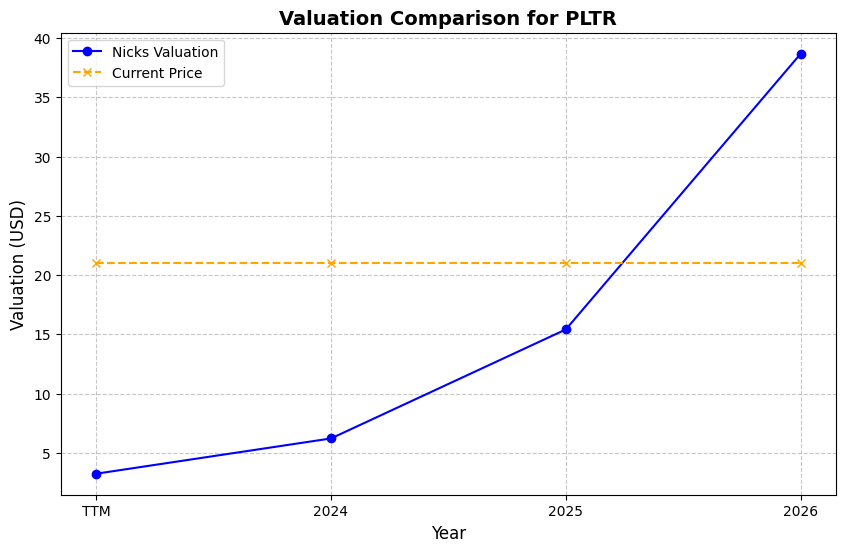 Valuation Comparison for PLTR
Nicks Valuation
Current Price
Valuation (USD)
40
35
30
25
20
15
10
5
TTM
2024
2025
2026
Year